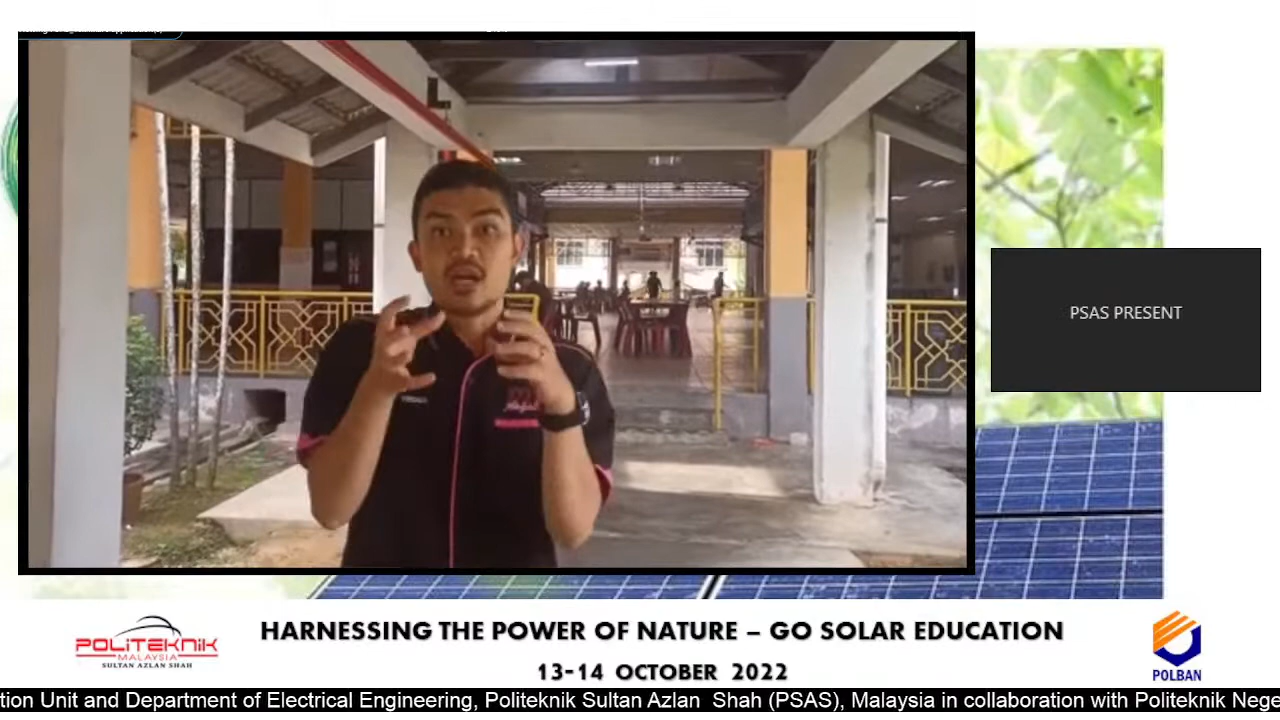 L
PSAS PRESENT
POLITEKNIK
MALAYSIA
SULTAN AZLAN SHAH
HARNESSING THE POWER OF NATURE – GO SOLAR EDUCATION
13-14 OCTOBER 2022
POLBAN
tion Unit and Department of Electrical Engineering, Politeknik Sultan Azlan Shah (PSAS), Malaysia in collaboration with Politeknik Nege